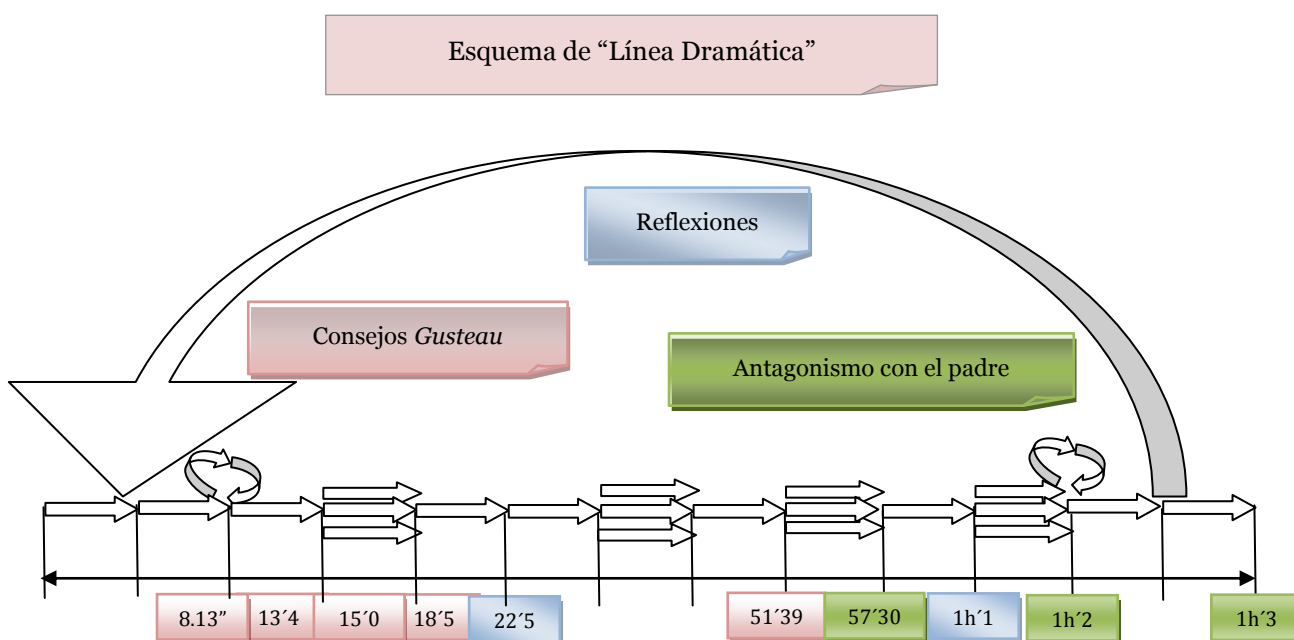 Esquema de “Línea Dramática”
Reflexiones
Consejos Gusteau
Antagonismo con el padre
8.13” 13´4 15´0 18´5 22´5 51´39 57´30 1h´1 1h´2 1h´3